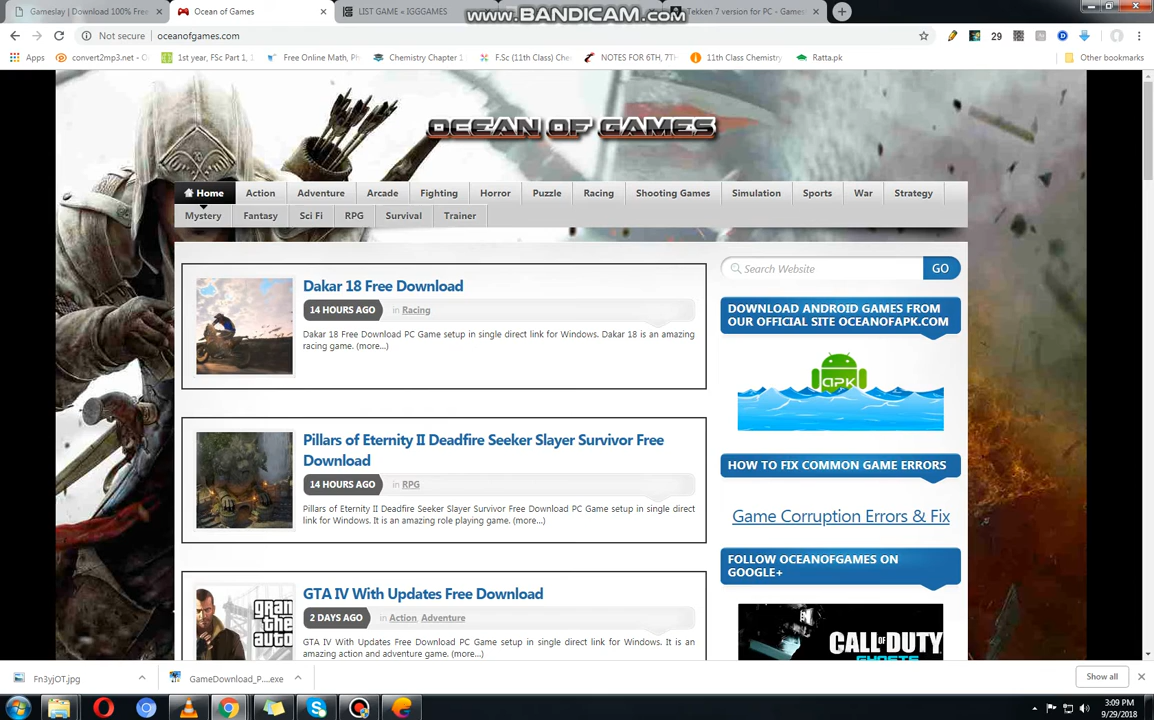 Gameslay | Download 100% Free
Ocean of Games
LIST GAME « IGGGAMES
www.BANDICAM.com
Tekken 7 version for PC - Games
Not secure | oceanofgames.com
29
Apps
convert2mp3.net - C
1st year, FSc Part 1,
Free Online Math, Ph
Chemistry Chapter 1
F.Sc (11th Class) Che
NOTES FOR 6TH, 7TH
11th Class Chemistry
Ratta.pk
Other bookmarks
OCEAN OF GAMES
Home
Action
Adventure
Arcade
Fighting
Horror
Puzzle
Racing
Shooting Games
Simulation
Sports
War
Strategy
Mystery
Fantasy
Sci Fi
RPG
Survival
Trainer
Search Website
GO
Dakar 18 Free Download
14 HOURS AGO
in Racing
Dakar 18 Free Download PC Game setup in single direct link for Windows. Dakar 18 is an amazing
racing game. (more...)
DOWNLOAD ANDROID GAMES FROM
OUR OFFICIAL SITE OCEANOFAPK.COM
apk
Pillars of Eternity II Deadfire Seeker Slayer Survivor Free
Download
14 HOURS AGO
in RPG
Pillars of Eternity II Deadfire Seeker Slayer Survivor Free Download PC Game setup in single direct
link for Windows. It is an amazing role playing game. (more...)
HOW TO FIX COMMON GAME ERRORS
Game Corruption Errors & Fix
FOLLOW OCEANOFGAMES ON
GOOGLE+
GTA IV With Updates Free Download
2 DAYS AGO
in Action, Adventure
GTA IV With Updates Free Download PC Game setup in single direct link for Windows. It is an
amazing action and adventure game. (more...)
gran
the
auto
CALL OF DUTY
GHOSTS
Fn3yjOT.jpg
GameDownload_P....exe
Show all
3:09 PM
9/29/2018